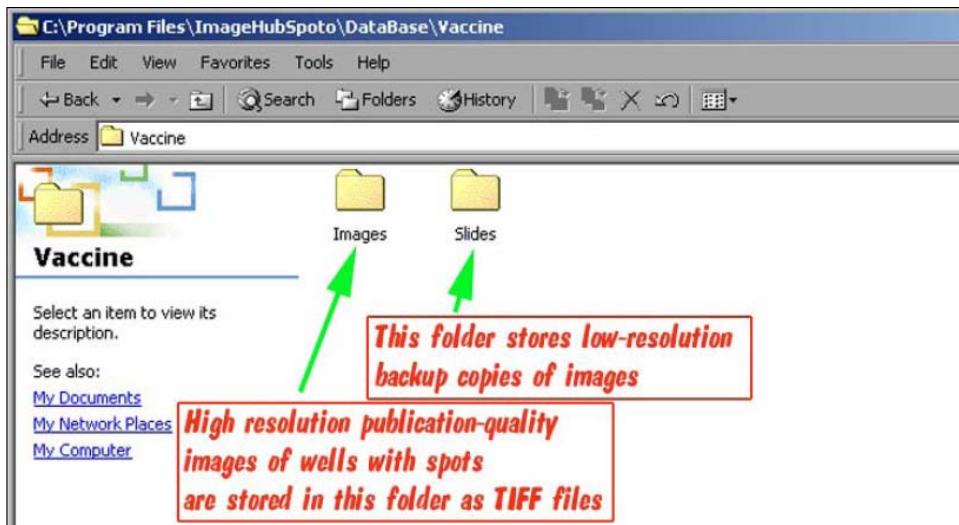 C:\Program Files\ImageHubSpoto\DataBase\Vaccine
File Edit View Favorites Tools Help
Back Search Folders History
Address Vaccine
Images Slides
Vaccine
Select an item to view its
description.
See also:
My Documents
My Network Places
My Computer
This folder stores low-resolution
backup copies of images
High resolution publication-quality
images of wells with spots
are stored in this folder as TIFF files